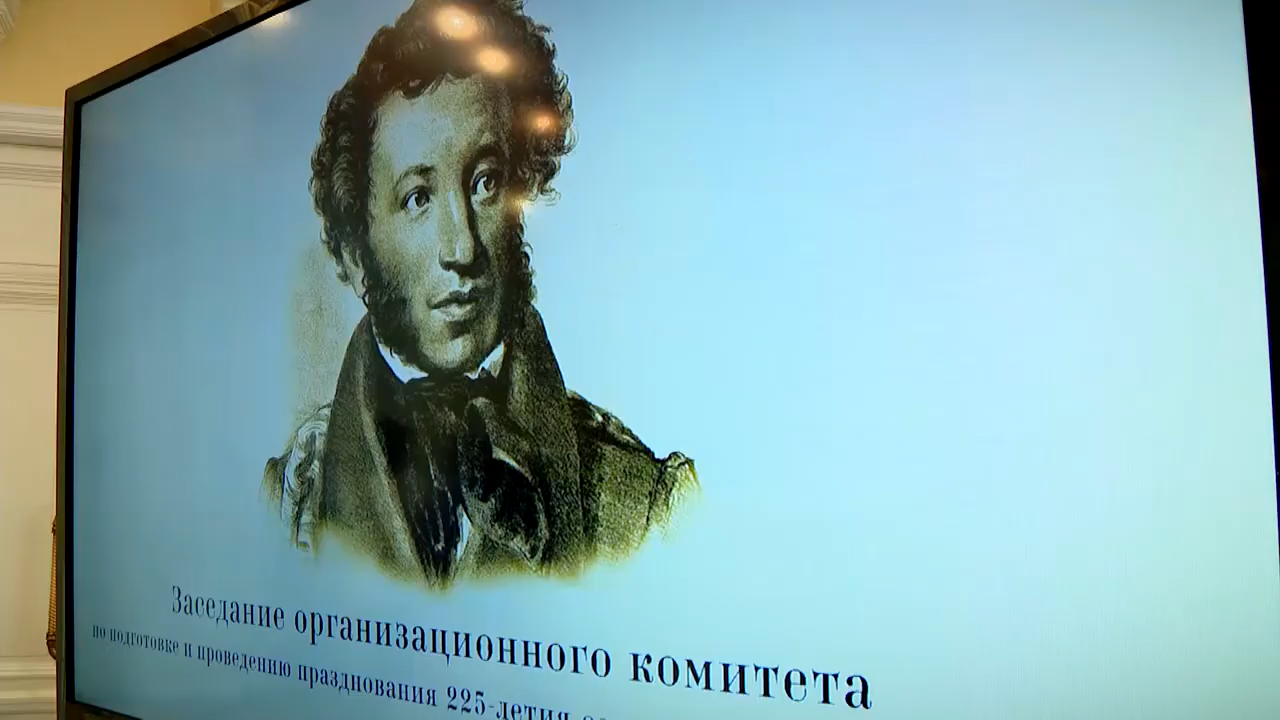 Заседание организационного комитета
по подготовке и проведению празднования 225-летия